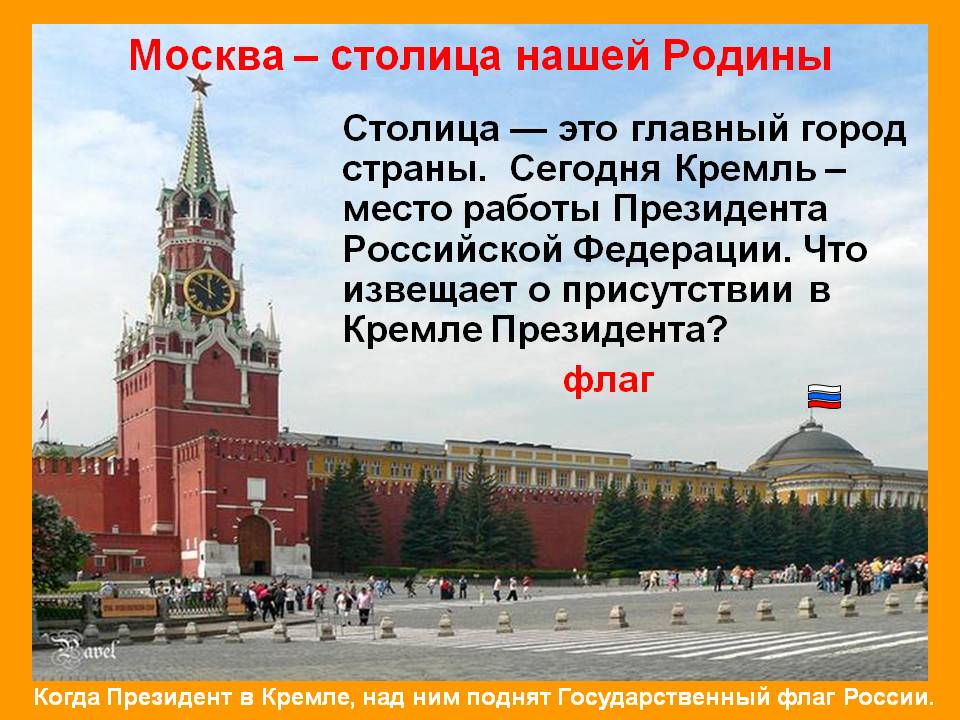 Москва – столица нашей Родины
Столица — это главный город
страны.  Сегодня Кремль –
место работы Президента
Российской Федерации. Что
извещает о присутствии в
Кремле Президента?
флаг
Pavel
Когда Президент в Кремле, над ним поднят Государственный флаг России.